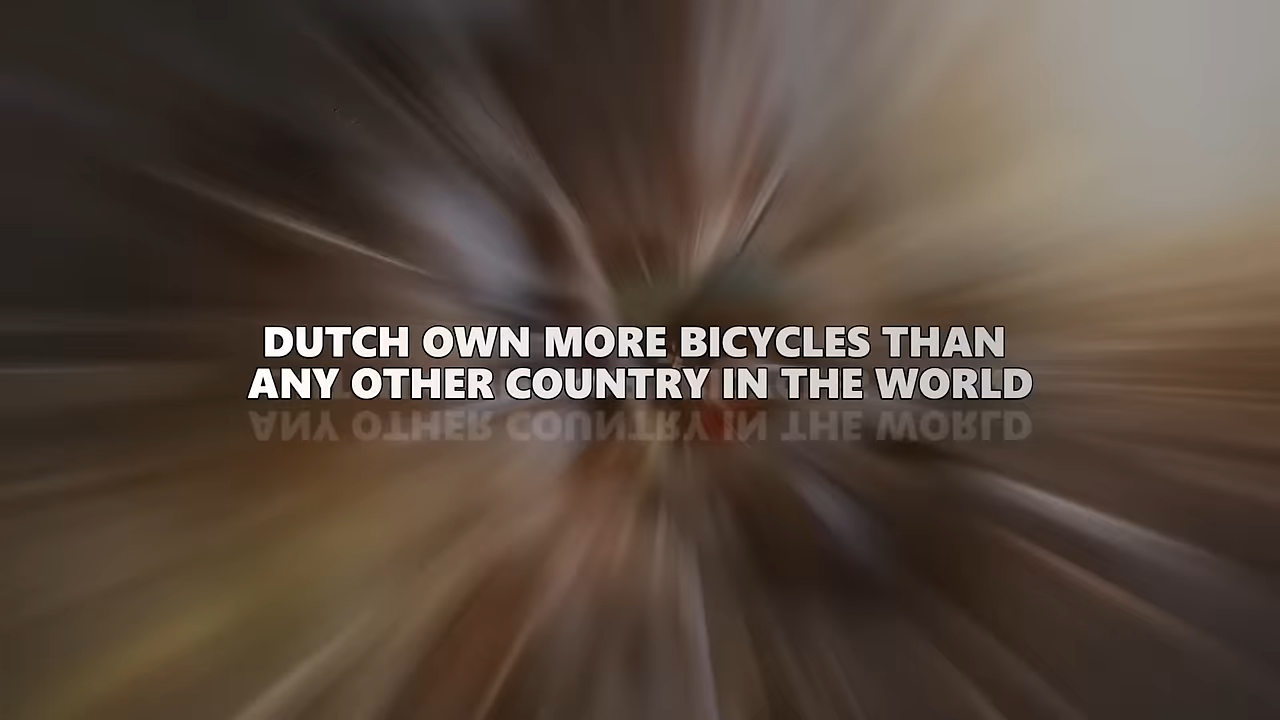 DUTCH OWN MORE BICYCLES THAN
ANY OTHER COUNTRY IN THE WORLD